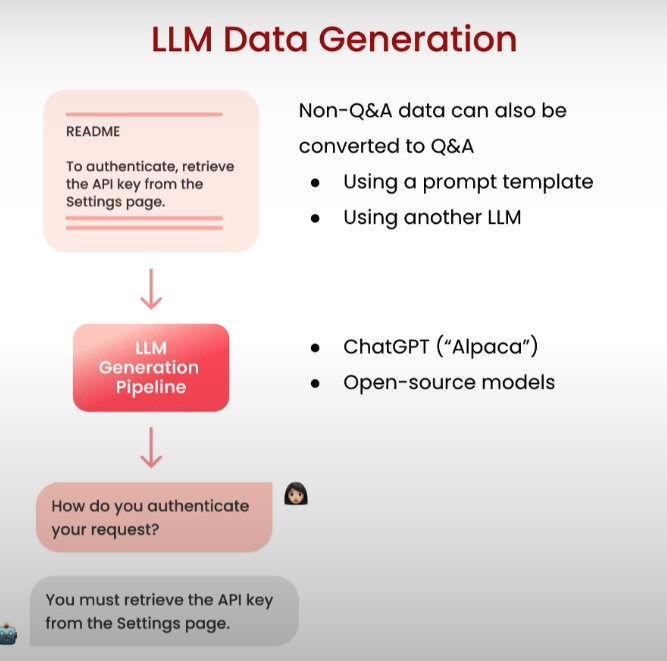 LLM Data Generation
README
To authenticate, retrieve
the API key from the
Settings page.
Non-Q&A data can also be
converted to Q&A
● Using a prompt template
● Using another LLM
LLM
Generation
Pipeline
● ChatGPT (“Alpaca”)
● Open-source models
How do you authenticate
your request?
You must retrieve the API key
from the Settings page.